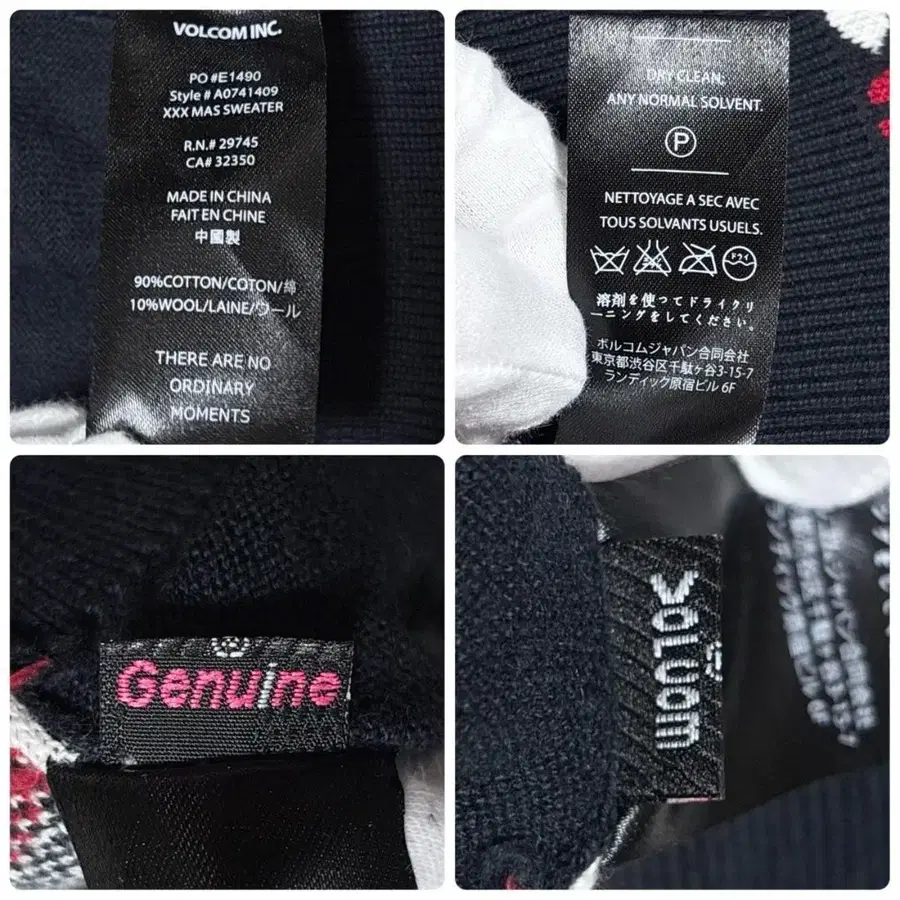 VOLCOM INC.
PO #E1490
Style # A0741409
XXX MAS SWEATER
R.N.# 29745
CA# 32350
MADE IN CHINA
FAIT EN CHINE
中國製
90%COTTON/COTON/綿
10%WOOL/LAINE/ウール
THERE ARE NO
ORDINARY
MOMENTS
DRY CLEAN:
ANY NORMAL SOLVENT.
P
NETTOYAGE A SEC AVEC
TOUS SOLVANTS USUELS.
ドライ
溶剤を使ってドライクリ
ーニングをしてください。
ボルコムジャパン合同会社
東京都渋谷区千駄ヶ谷3-15-7
ランディック原宿ビル 6F
Genuine
VOLCOM